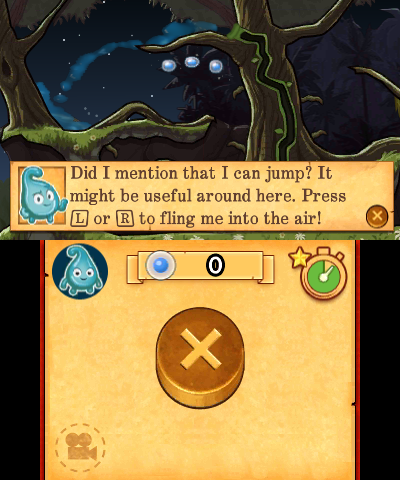 Did I mention that I can jump? It
might be useful around here. Press
L or R to fling me into the air!
0